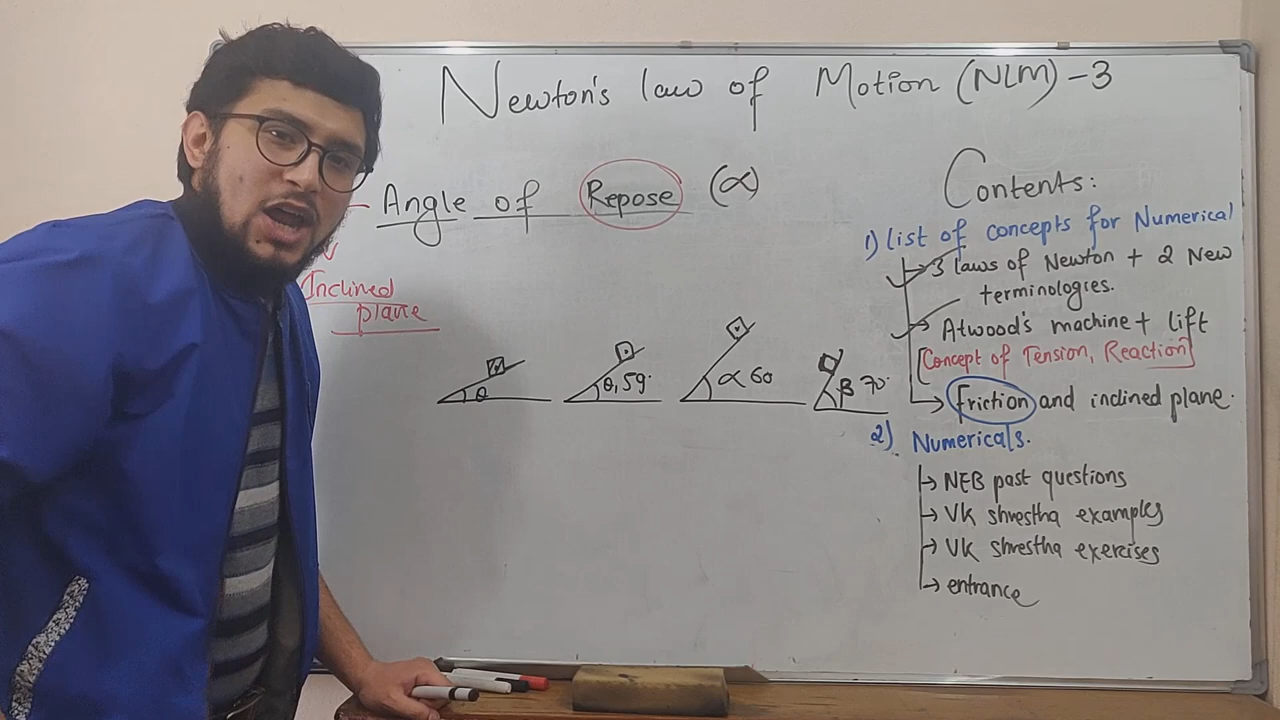 Newton's law of Motion (NLM) - 3
Angle of Repose (α)
Inclined
plane
θ
θ, 59°
α 60
β 70°
Contents:
1) list of concepts for Numerical
→ 3 laws of Newton + 2 New
terminologies.
→ Atwood's machine + lift
[Concept of Tension, Reaction]
→ friction and inclined plane.
2) Numericals.
→ NEB past questions
→ VK shrestha examples
→ VK shrestha exercises
→ entrance